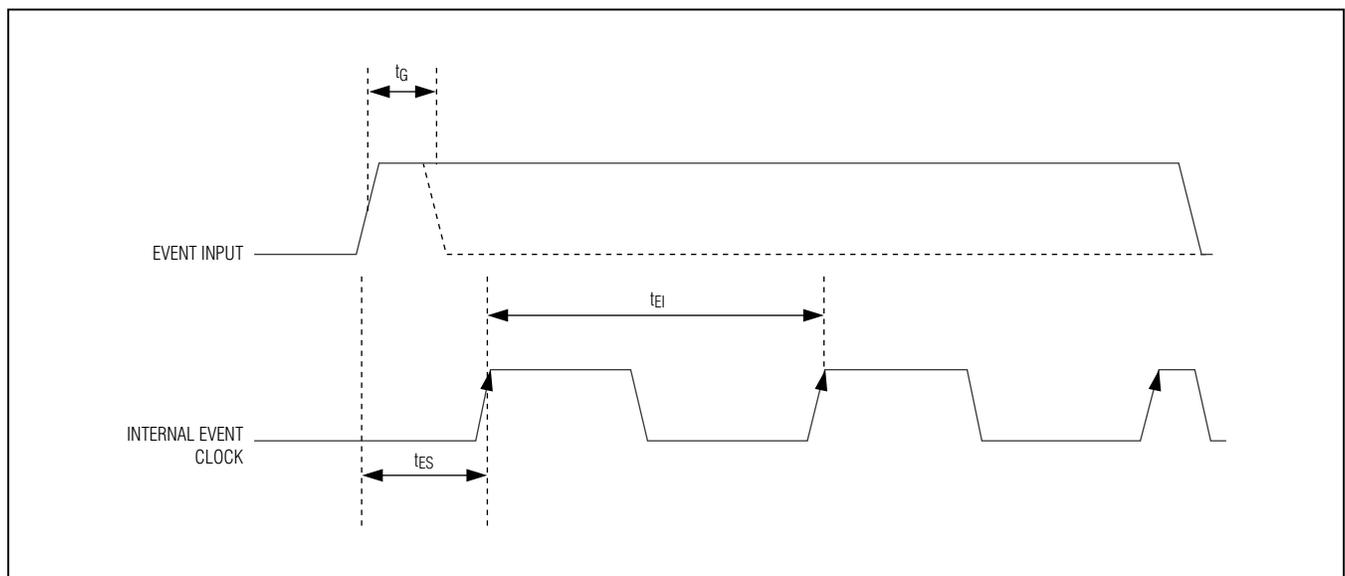 tG
EVENT INPUT
tEI
INTERNAL EVENT
CLOCK
tES